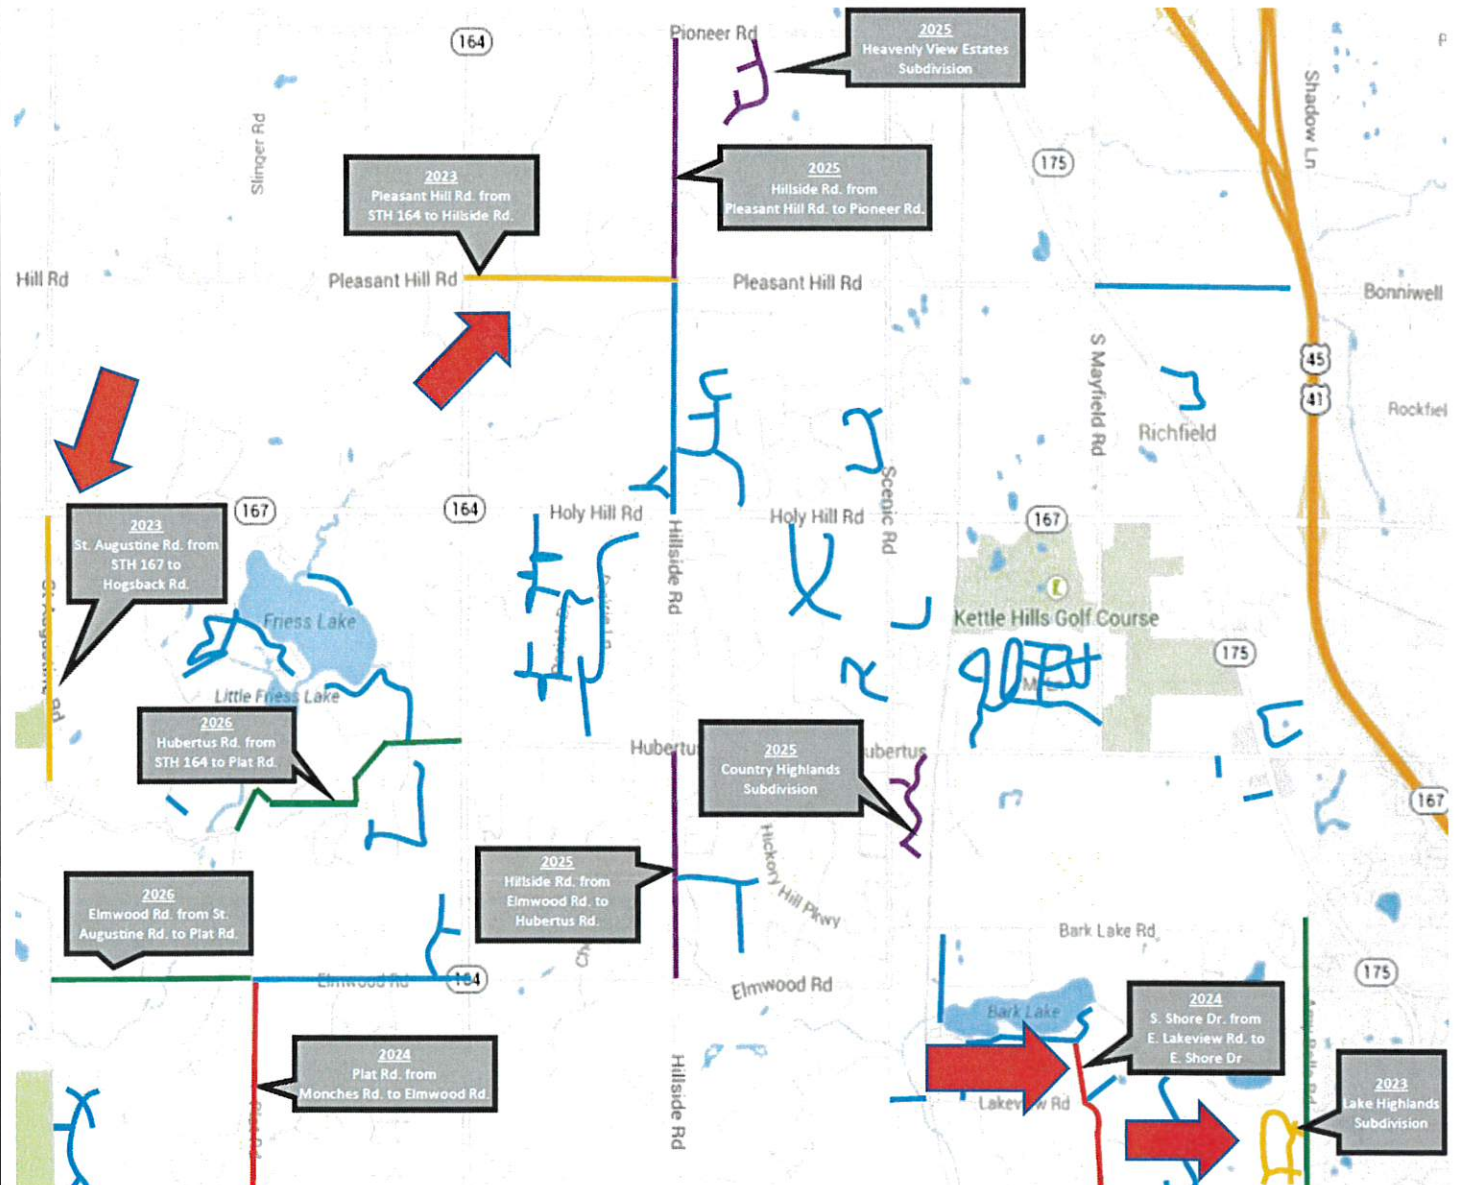 Pioneer Rd
164
2025
Heavenly View Estates
Subdivision
Shadow Ln
Slinger Rd
175
2023
Pleasant Hill Rd. from
STH 164 to Hillside Rd.
2025
Hillside Rd. from
Pleasant Hill Rd. to Pioneer Rd.
Hill Rd
Pleasant Hill Rd
Pleasant Hill Rd
Bonniwell
S Mayfield Rd
45
41
Rockfiel
Richfield
Scenic Rd
167
164
Holy Hill Rd
Holy Hill Rd
167
2023
St. Augustine Rd. from
STH 167 to
Hogsback Rd.
Hillside Rd
Friess Lake
Kettle Hills Golf Course
175
Little Friess Lake
2026
Hubertus Rd. from
STH 164 to Plat Rd.
Hubertus
2025
Country Highlands
Subdivision
ubertus
167
Hickory Hill Pkwy
2025
Hillside Rd. from
Elmwood Rd. to
Hubertus Rd.
2026
Elmwood Rd. from St.
Augustine Rd. to Plat Rd.
Bark Lake Rd
Elmwood Rd
164
Elmwood Rd
175
Bark Lake
2024
S. Shore Dr. from
E. Lakeview Rd. to
E. Shore Dr
2024
Plat Rd. from
Monches Rd. to Elmwood Rd.
Hillside Rd
Lakeview Rd
2023
Lake Highlands
Subdivision